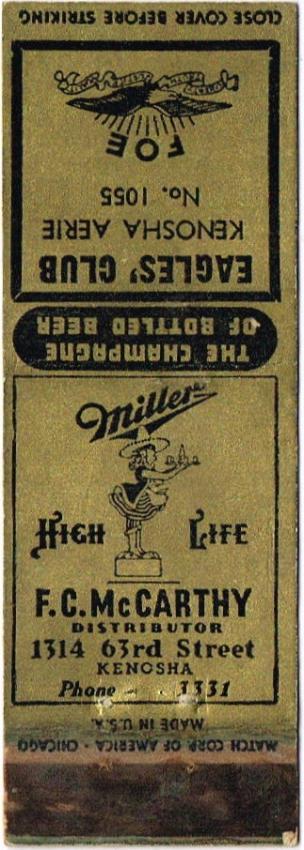 CLOSE COVER BEFORE STRIKING
EAGLES' CLUB
KENOSHA AERIE
No. 1055
FOE
THE CHAMPAGNE
OF BOTTLED BEER
Miller
HIGH LIFE
F.C. McCARTHY
DISTRIBUTOR
1314 63rd Street
KENOSHA
Phone - 3331
MADE IN U.S.A.
MATCH CORP. OF AMERICA - CHICAGO